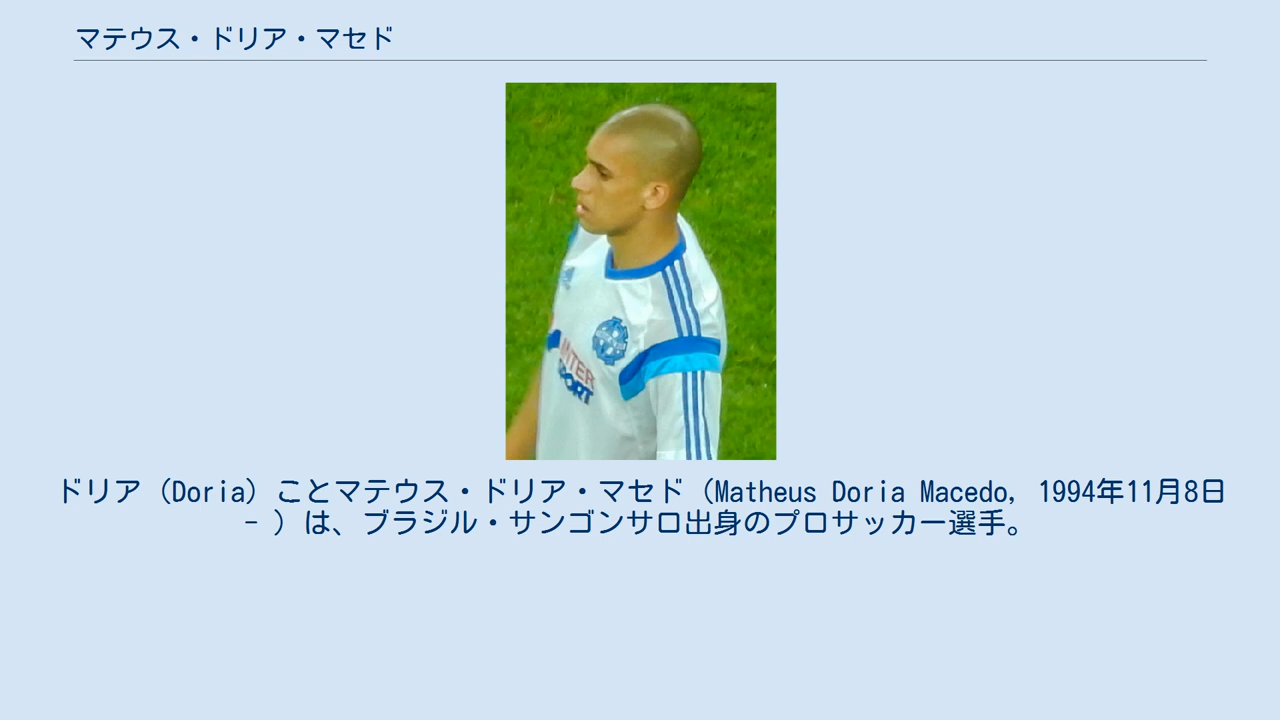 マテウス・ドリア・マセド
INTER
SPORT
ドリア（Doria）ことマテウス・ドリア・マセド（Matheus Doria Macedo, 1994年11月8日
- ）は、ブラジル・サンゴンサロ出身のプロサッカー選手。